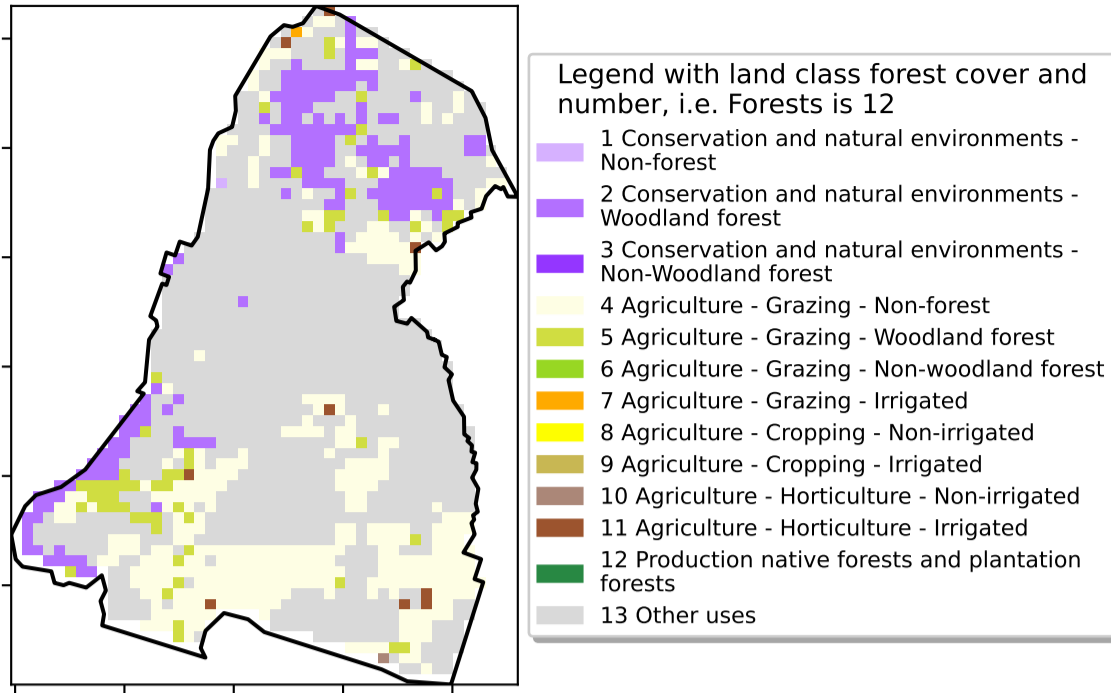 Legend with land class forest cover and
number, i.e. Forests is 12
1 Conservation and natural environments -
Non-forest
2 Conservation and natural environments -
Woodland forest
3 Conservation and natural environments -
Non-Woodland forest
4 Agriculture - Grazing - Non-forest
5 Agriculture - Grazing - Woodland forest
6 Agriculture - Grazing - Non-woodland forest
7 Agriculture - Grazing - Irrigated
8 Agriculture - Cropping - Non-irrigated
9 Agriculture - Cropping - Irrigated
10 Agriculture - Horticulture - Non-irrigated
11 Agriculture - Horticulture - Irrigated
12 Production native forests and plantation
forests
13 Other uses